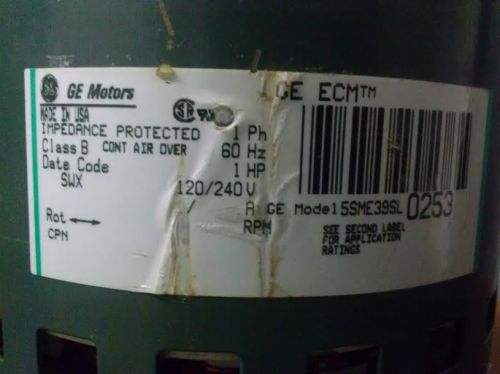 GE GE Motors
MADE IN USA
IMPEDANCE PROTECTED 1 Ph
Class B CONT AIR OVER 60 Hz
Date Code 1 HP
SWX 120/240 V
/ A
Rot ↔ RPM
CPN
GE ECM™
GE Model 5SME39SL 0253
SEE SECOND LABEL
FOR APPLICATION
RATINGS